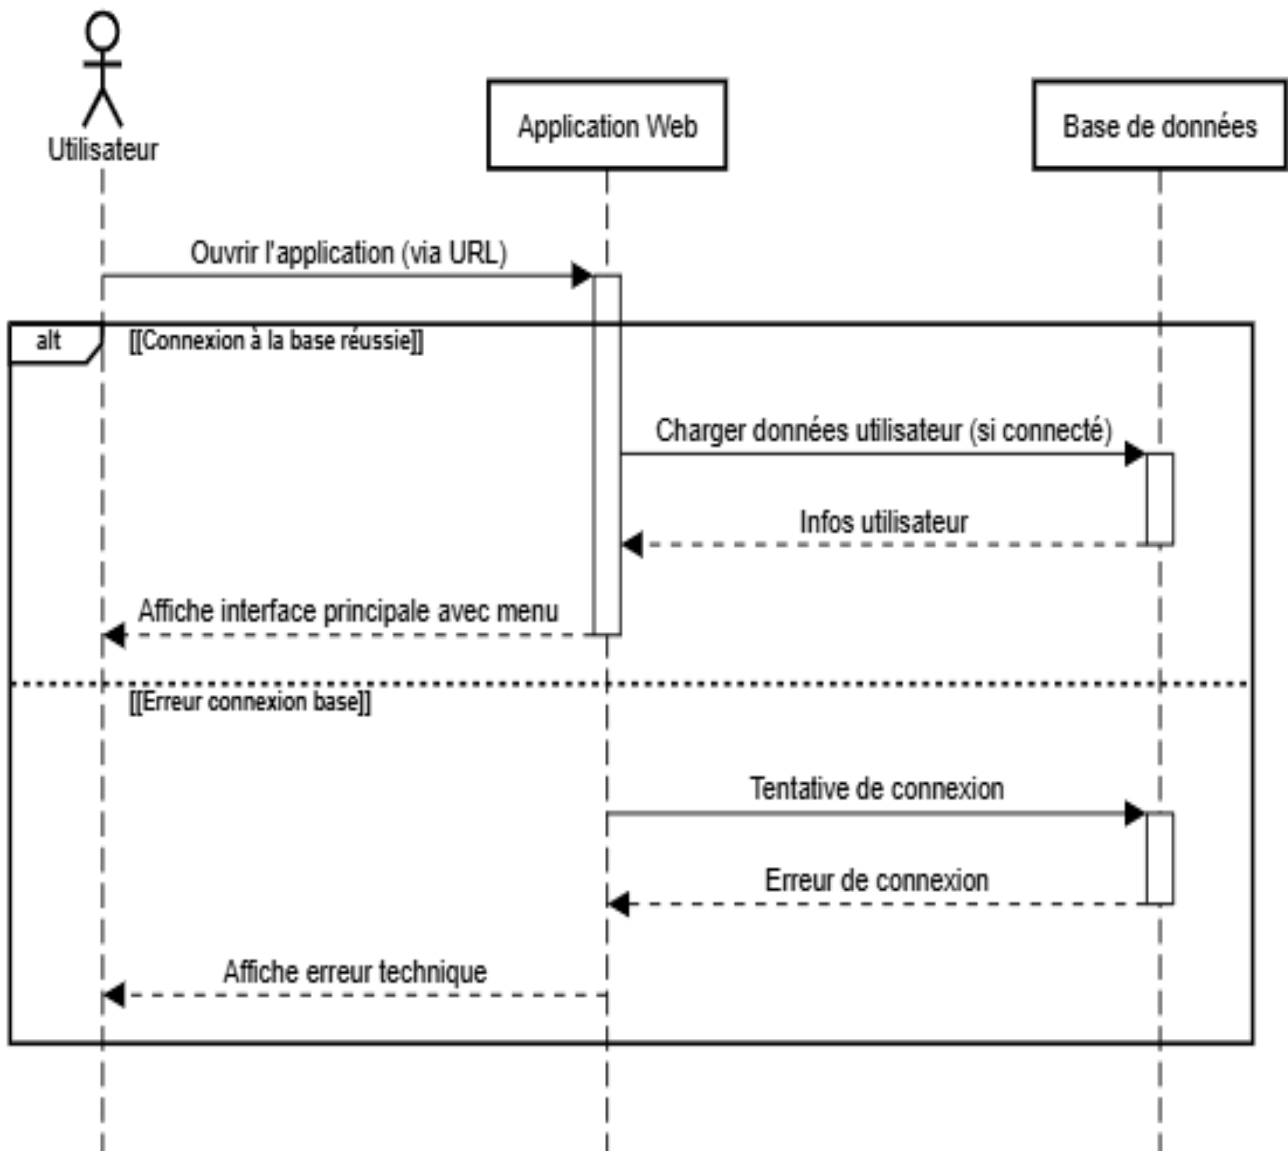 Utilisateur
Application Web
Base de données
Ouvrir l'application (via URL)
alt
[[Connexion à la base réussie]]
Charger données utilisateur (si connecté)
Infos utilisateur
Affiche interface principale avec menu
[[Erreur connexion base]]
Tentative de connexion
Erreur de connexion
Affiche erreur technique